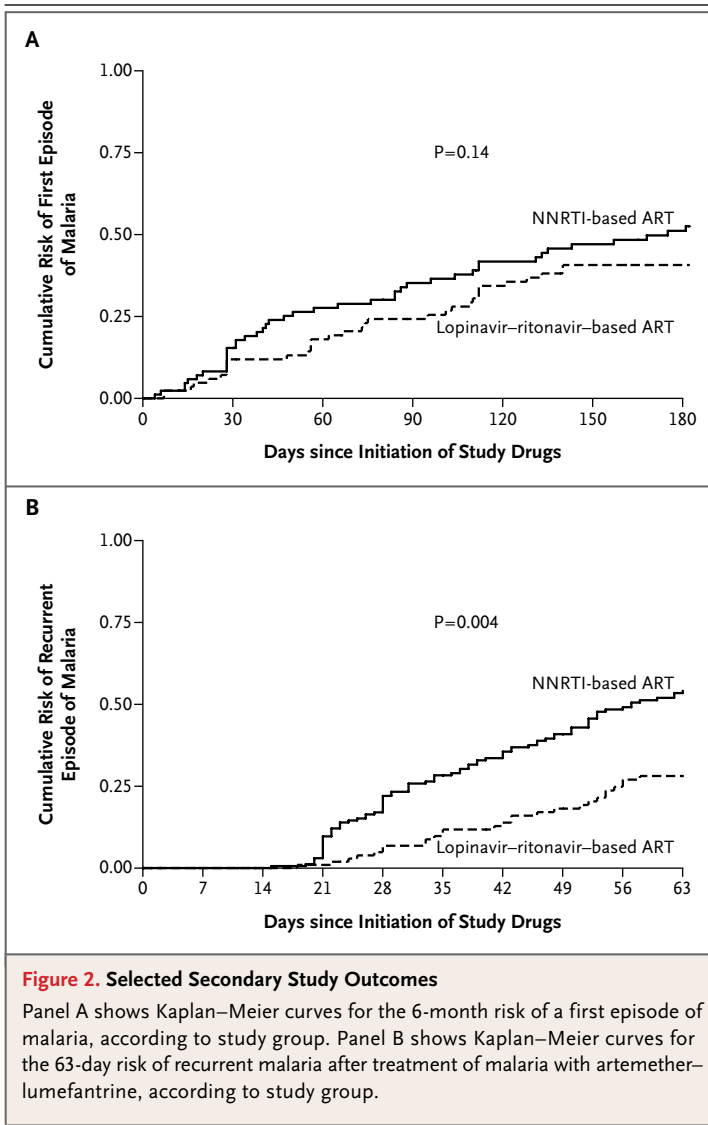 A
Cumulative Risk of First Episode
of Malaria
1.00
0.75
0.50
0.25
0.00
P=0.14
NNRTI-based ART
Lopinavir–ritonavir–based ART
0 30 60 90 120 150 180
Days since Initiation of Study Drugs
B
Cumulative Risk of Recurrent
Episode of Malaria
1.00
0.75
0.50
0.25
0.00
P=0.004
NNRTI-based ART
Lopinavir–ritonavir–based ART
0 7 14 21 28 35 42 49 56 63
Days since Initiation of Study Drugs
Figure 2. Selected Secondary Study Outcomes
Panel A shows Kaplan–Meier curves for the 6-month risk of a first episode of
malaria, according to study group. Panel B shows Kaplan–Meier curves for
the 63-day risk of recurrent malaria after treatment of malaria with artemether–
lumefantrine, according to study group.